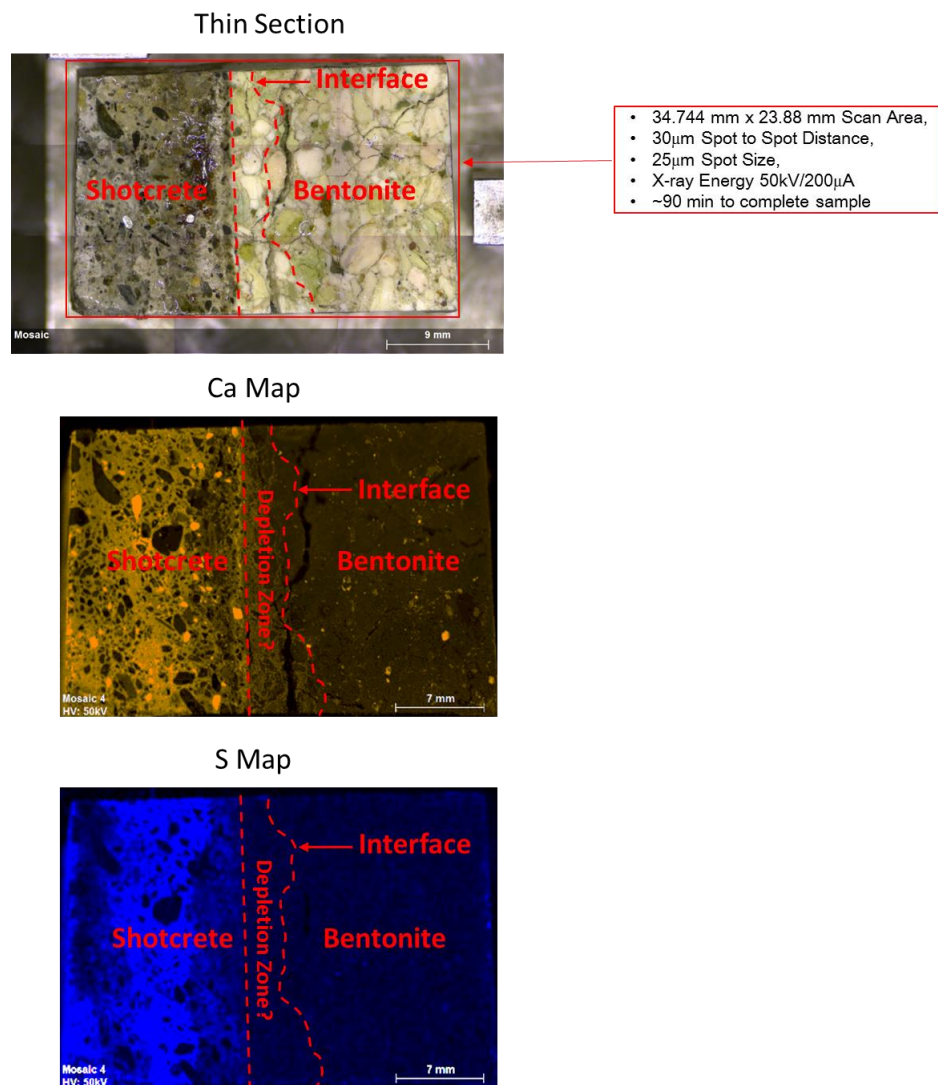 Thin Section
Interface
Shotcrete
Bentonite
Mosaic
9 mm
• 34.744 mm x 23.88 mm Scan Area,
• 30μm Spot to Spot Distance,
• 25μm Spot Size,
• X-ray Energy 50kV/200μA
• ~90 min to complete sample
Ca Map
Interface
Depletion Zone?
Shotcrete
Bentonite
Mosaic 4
HV: 50kV
7 mm
S Map
Interface
Depletion Zone?
Shotcrete
Bentonite
Mosaic 4
HV: 50kV
7 mm